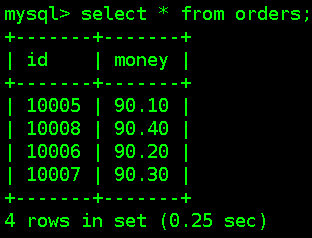 mysql> select * from orders;
+-------+-------+
| id    | money |
+-------+-------+
| 10005 | 90.10 |
| 10008 | 90.40 |
| 10006 | 90.20 |
| 10007 | 90.30 |
+-------+-------+
4 rows in set (0.25 sec)